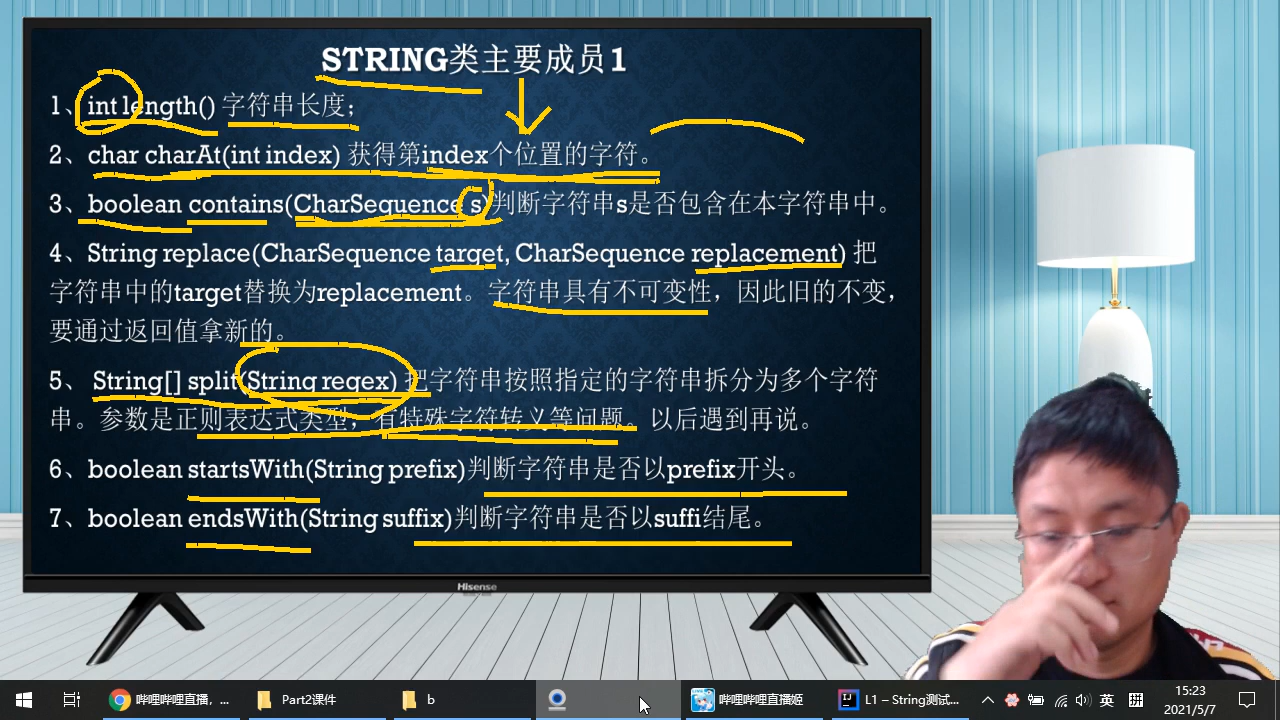 STRING类主要成员1
1、int length() 字符串长度；
2、char charAt(int index) 获得第index个位置的字符。
3、boolean contains(CharSequence s)判断字符串s是否包含在本字符串中。
4、String replace(CharSequence target, CharSequence replacement) 把
字符串中的target替换为replacement。字符串具有不可变性，因此旧的不变，
要通过返回值拿新的。
5、 String[] split(String regex) 把字符串按照指定的字符串拆分为多个字符
串。参数是正则表达式类型，有特殊字符转义等问题。以后遇到再说。
6、boolean startsWith(String prefix)判断字符串是否以prefix开头。
7、boolean endsWith(String suffix)判断字符串是否以suffi结尾。
Hisense
哔哩哔哩直播，... Part2课件 b 哔哩哔哩直播姬 L1 – String测试... 英 拼 15:23
2021/5/7